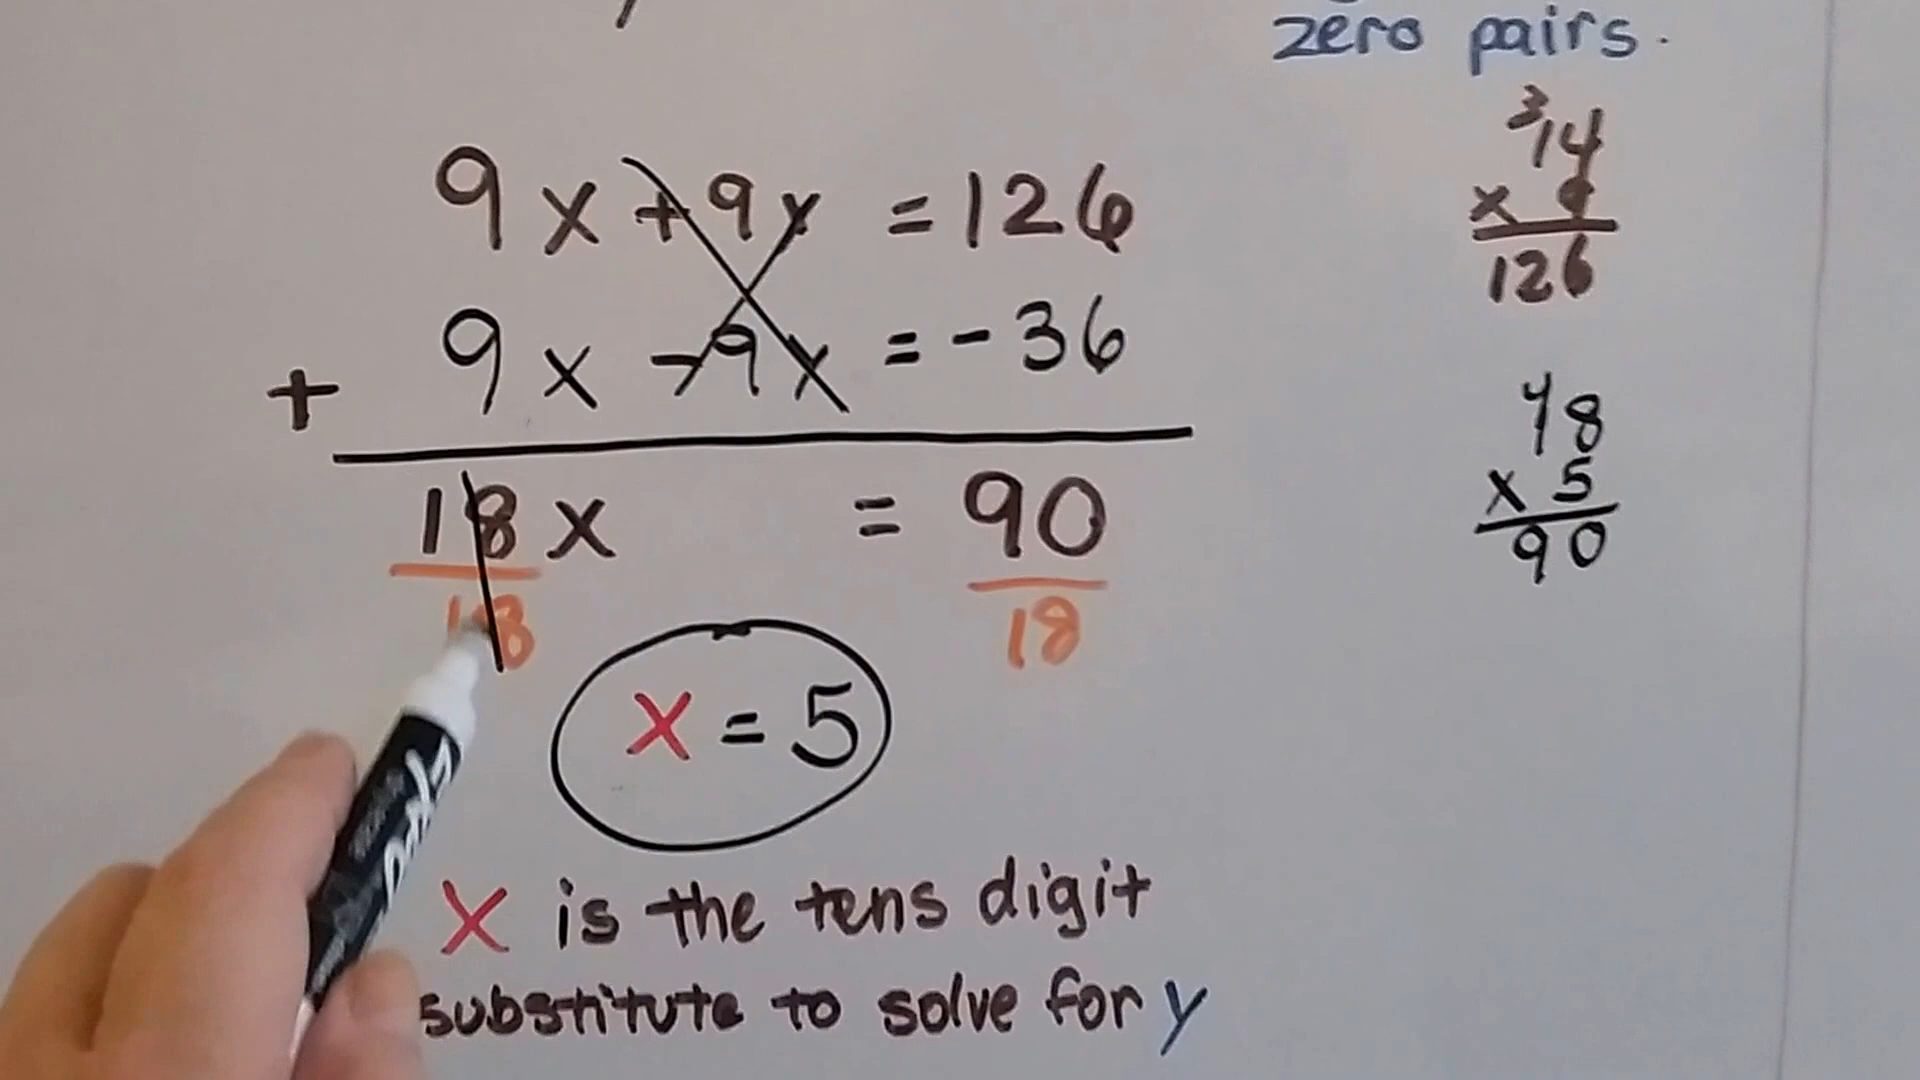 zero pairs.
9x + 9y = 126
+ 9x - 9y = -36
18x = 90
18 18
x = 5
x is the tens digit
substitute to solve for y
3
14
x 9
126
4
18
x 5
90